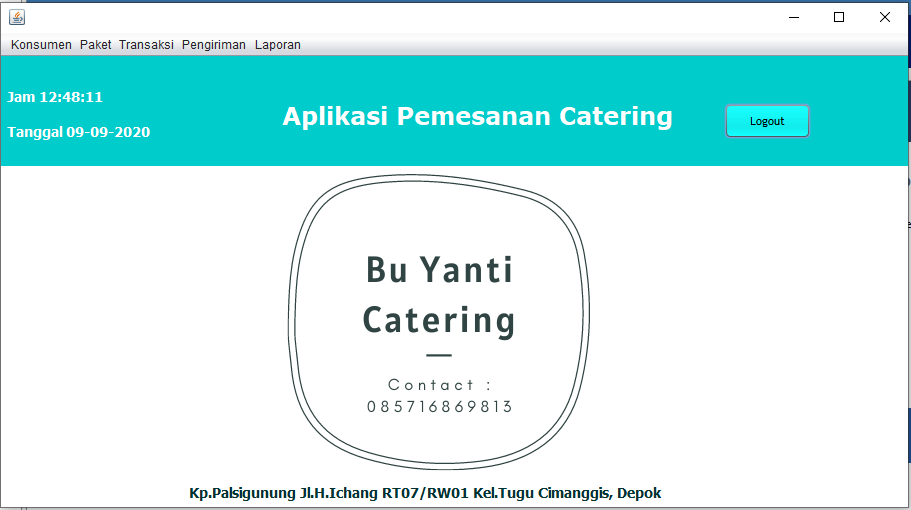 Konsumen Paket Transaksi Pengiriman Laporan
Jam 12:48:11
Tanggal 09-09-2020
Aplikasi Pemesanan Catering
Logout
Bu Yanti
Catering
Contact :
085716869813
Kp.Palsigunung Jl.H.Ichang RT07/RW01 Kel.Tugu Cimanggis, Depok